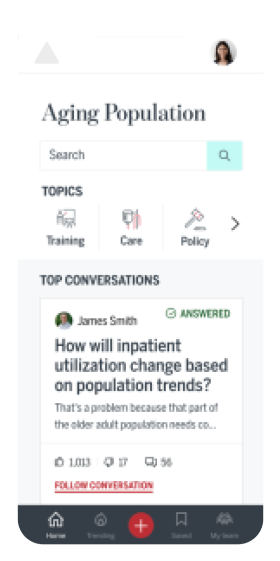 Aging Population
Search
TOPICS
Training Care Policy
TOP CONVERSATIONS
James Smith ANSWERED
How will inpatient
utilization change based
on population trends?
That's a problem because that part of
the older adult population needs co...
1,013 17 56
FOLLOW CONVERSATION
Home Trending Saved My team